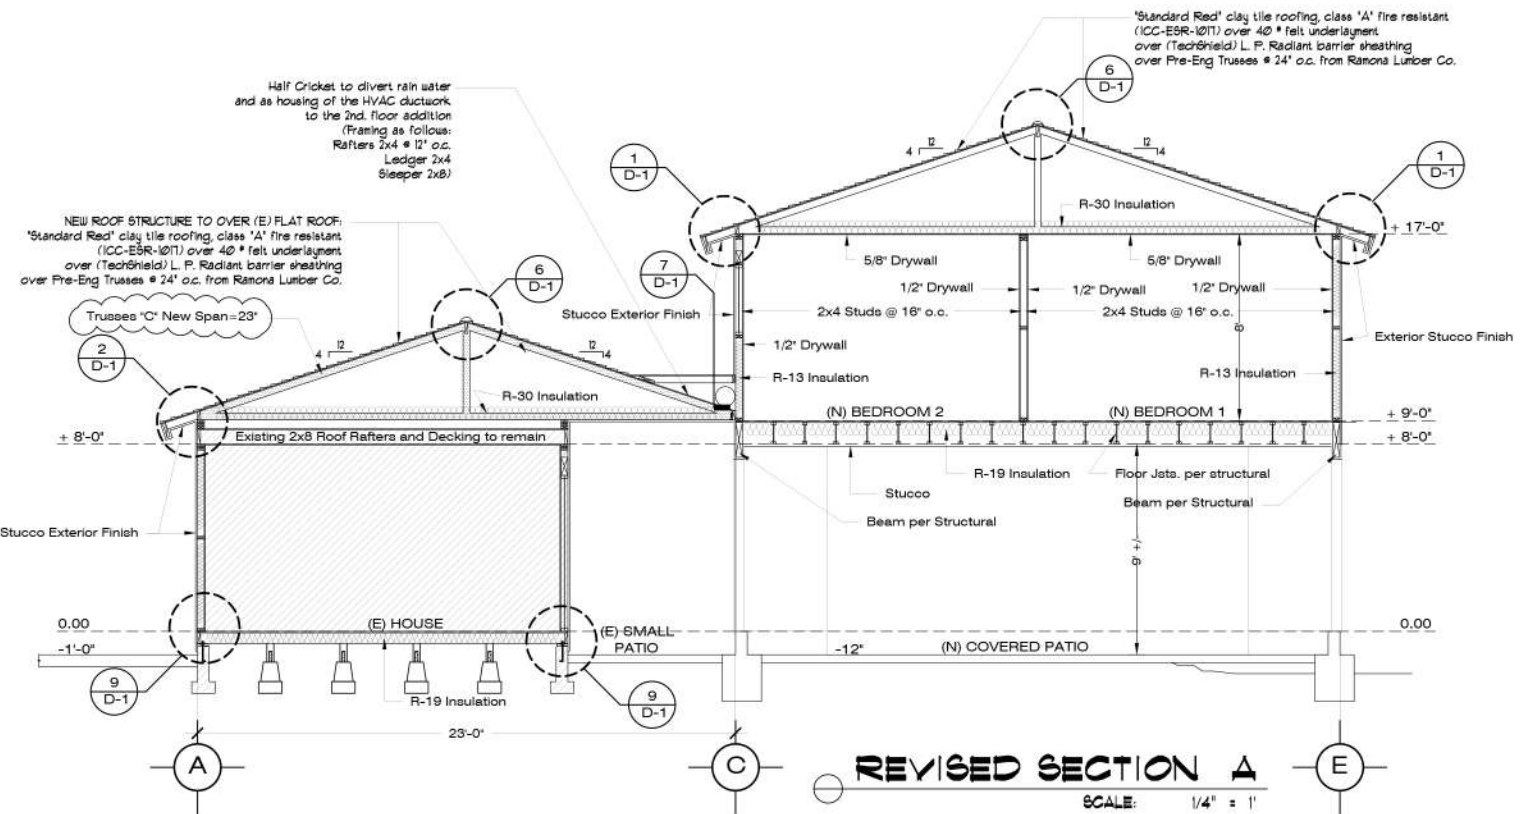 "Standard Red" clay tile roofing, class "A" fire resistant
(ICC-ESR-1017) over 40 # felt underlayment
over (TechShield) L. P. Radiant barrier sheathing
over Pre-Eng Trusses @ 24" o.c. from Ramona Lumber Co.
6
D-1
Half Cricket to divert rain water
and as housing of the HVAC ductwork
to the 2nd. floor addition
(Framing as follows:
Rafters 2x4 @ 12" o.c.
Ledger 2x4
Sleeper 2x8)
12
4
12
4
1
D-1
1
D-1
R-30 Insulation
NEW ROOF STRUCTURE TO OVER (E) FLAT ROOF:
"Standard Red" clay tile roofing, class "A" fire resistant
(ICC-ESR-1017) over 40 # felt underlayment
over (TechShield) L. P. Radiant barrier sheathing
over Pre-Eng Trusses @ 24" o.c. from Ramona Lumber Co.
+ 17'-0"
5/8" Drywall
5/8" Drywall
6
D-1
7
D-1
1/2" Drywall
1/2" Drywall
1/2" Drywall
Trusses "C" New Span=23"
Stucco Exterior Finish
2x4 Studs @ 16" o.c.
2x4 Studs @ 16" o.c.
8'
Exterior Stucco Finish
2
D-1
12
4
12
4
1/2" Drywall
R-13 Insulation
R-13 Insulation
R-30 Insulation
(N) BEDROOM 2
(N) BEDROOM 1
+ 9'-0"
+ 8'-0"
Existing 2x8 Roof Rafters and Decking to remain
+ 8'-0"
R-19 Insulation
Floor Jsts. per structural
Stucco
Beam per Structural
Beam per Structural
Stucco Exterior Finish
9' +/-
0.00
(E) HOUSE
(E) SMALL
PATIO
0.00
-1'-0"
-12"
(N) COVERED PATIO
9
D-1
R-19 Insulation
9
D-1
23'-0"
A
C
E
REVISED SECTION A
SCALE: 1/4" = 1'